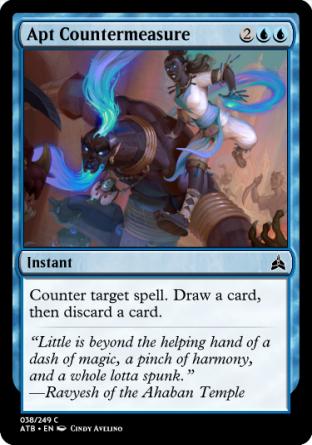 Apt Countermeasure 2
Instant
Counter target spell. Draw a card,
then discard a card.
“Little is beyond the helping hand of a
dash of magic, a pinch of harmony,
and a whole lotta spunk.”
—Ravyesh of the Ahaban Temple
038/249 C
ATB • EN Cindy Avelino